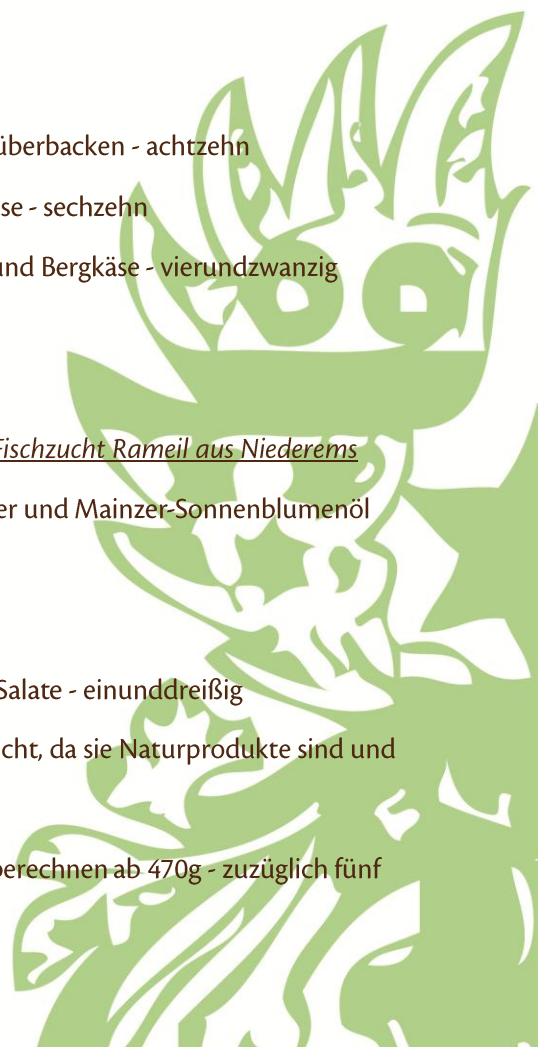 überbacken - achtzehn
se - sechzehn
und Bergkäse - vierundzwanzig
Fischzucht Rameil aus Niederems
er und Mainzer-Sonnenblumenöl
Salate - einunddreißig
cht, da sie Naturprodukte sind und
berechnen ab 470g - zuzüglich fünf